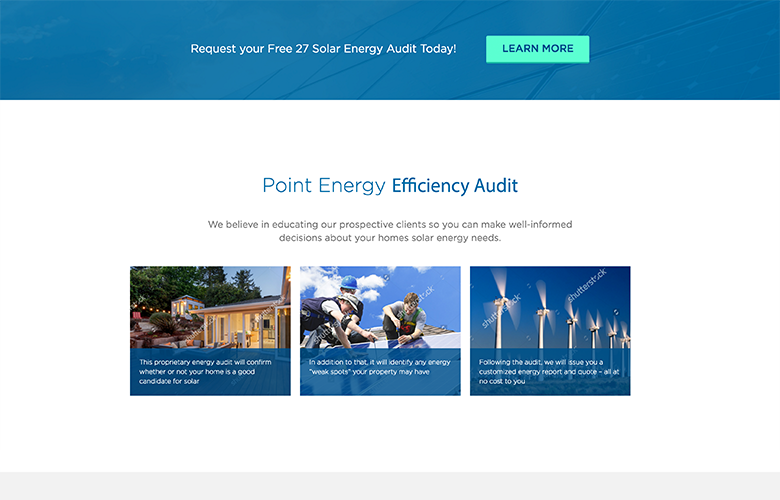 Request your Free 27 Solar Energy Audit Today!
LEARN MORE
Point Energy Efficiency Audit
We believe in educating our prospective clients so you can make well-informed
decisions about your homes solar energy needs.
shutterstock
This proprietary energy audit will confirm
whether or not your home is a good
candidate for solar
shutterstock
In addition to that, it will identify any energy
"weak spots" your property may have
shutterstock
Following the audit, we will issue you a
customized energy report and quote – all at
no cost to you